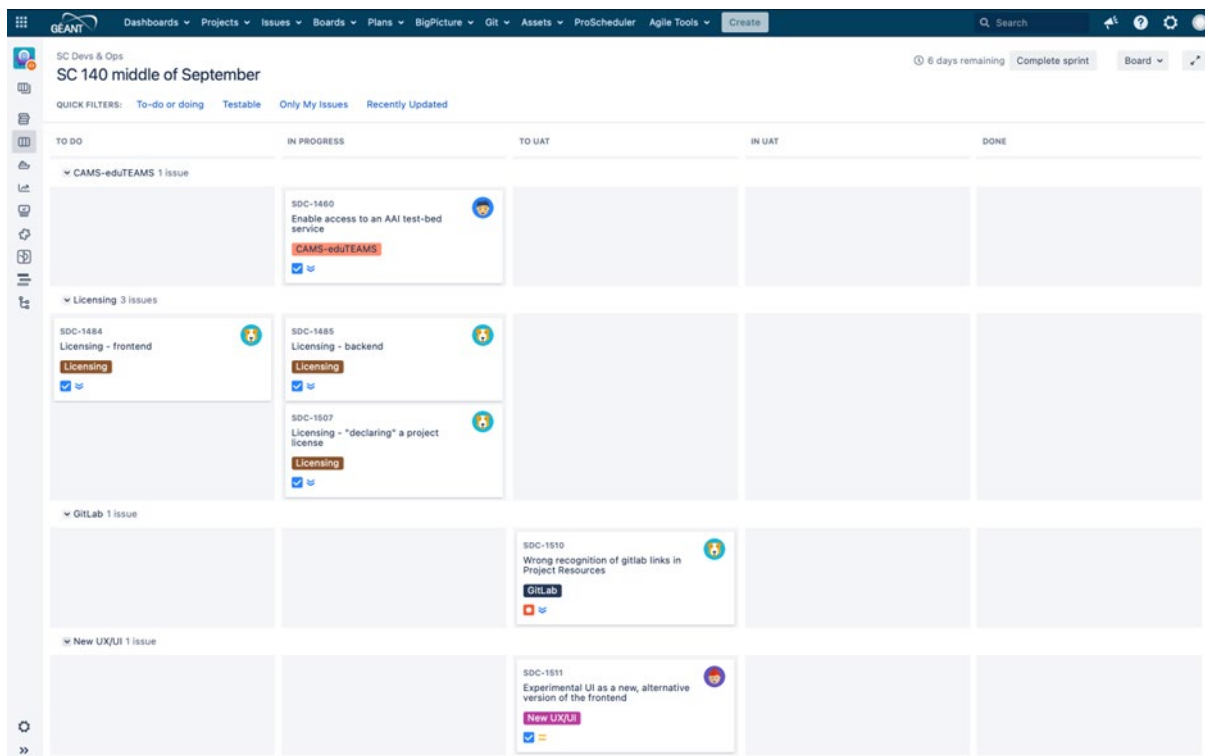 GÉANT Dashboards Projects Issues Boards Plans BigPicture Git Assets ProScheduler Agile Tools Create Search
SC Devs & Ops
SC 140 middle of September
6 days remaining Complete sprint Board
QUICK FILTERS: To-do or doing Testable Only My Issues Recently Updated
TO DO IN PROGRESS TO UAT IN UAT DONE
CAMS-eduTEAMS 1 issue
SDC-1460
Enable access to an AAI test-bed
service
CAMS-eduTEAMS
Licensing 3 issues
SDC-1484
Licensing - frontend
Licensing
SDC-1485
Licensing - backend
Licensing
SDC-1507
Licensing - "declaring" a project
license
Licensing
GitLab 1 issue
SDC-1510
Wrong recognition of gitlab links in
Project Resources
GitLab
New UX/UI 1 issue
SDC-1511
Experimental UI as a new, alternative
version of the frontend
New UX/UI